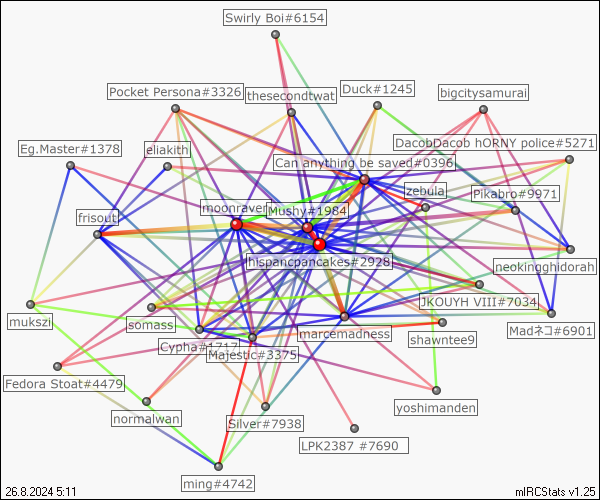 Swirly Boi#6154
Pocket Persona#3326
thesecondtwat
Duck#1245
bigcitysamurai
Eg.Master#1378
eliakith
DacobDacob hORNY police#5271
Can anything be sayed#0396
zebulaj
Pikabro#9971
frisout
moonraven
Mushy#1984
hispanopancakes#2928
neokingghidorah
JKOUYH VIII#7034
mukszi
somass
Cypha#1717
Majestic#3375
marcemadness
shawntee9
Madネコ#6901
Fedora Stoat#4479
normalwan
Silver#7938
yoshimanden
LPK2387 #7690
ming#4742
26.8.2024 5:11
mIRCStats v1.25